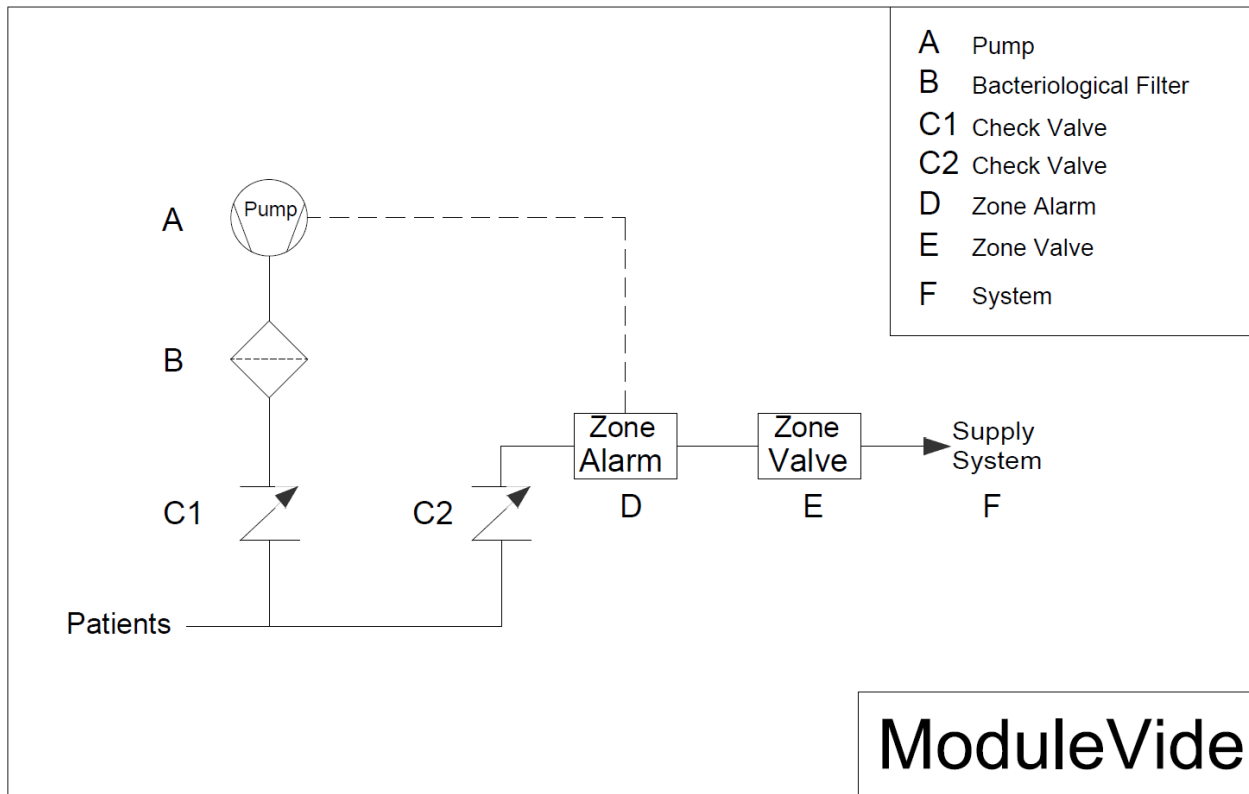 A Pump
B Bacteriological Filter
C1 Check Valve
C2 Check Valve
D Zone Alarm
E Zone Valve
F System
A
Pump
B
C1
C2
Zone
Alarm
D
Zone
Valve
E
Supply
System
F
Patients
ModuleVide